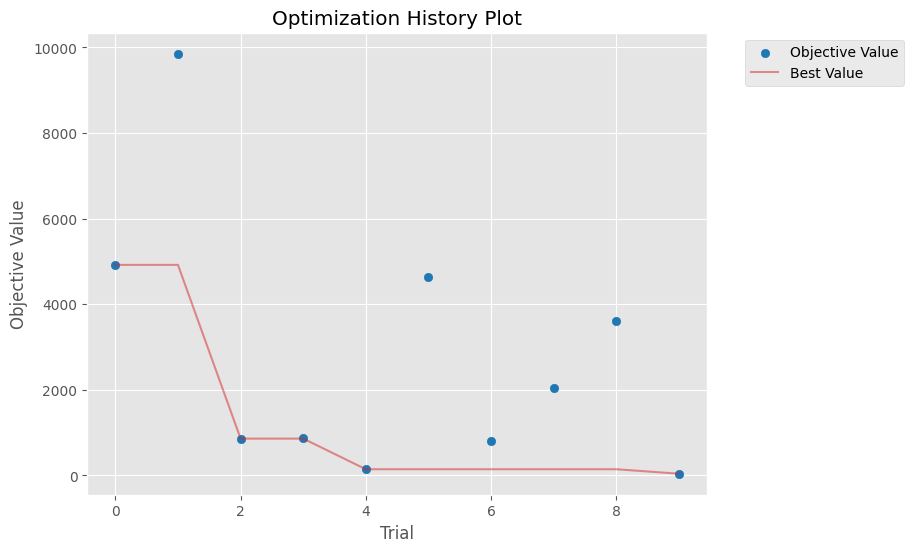 Optimization History Plot
Objective Value
Best Value
Objective Value
10000
8000
6000
4000
2000
0
0 2 4 6 8
Trial